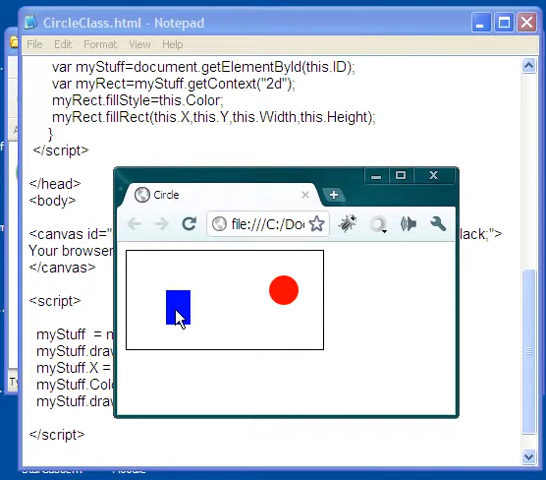 CircleClass.html - Notepad
File Edit Format View Help
var myStuff=document.getElementById(this.ID);
var myRect=myStuff.getContext("2d");
myRect.fillStyle=this.Color;
myRect.fillRect(this.X,this.Y,this.Width,this.Height);
}
</script>
</head>
<body>
<canvas id=" lack;">
Your browser
</canvas>
<script>
myStuff = n
myStuff.draw
myStuff.X =
myStuff.Colo
myStuff.draw
</script>
Circle
file:///C:/Do